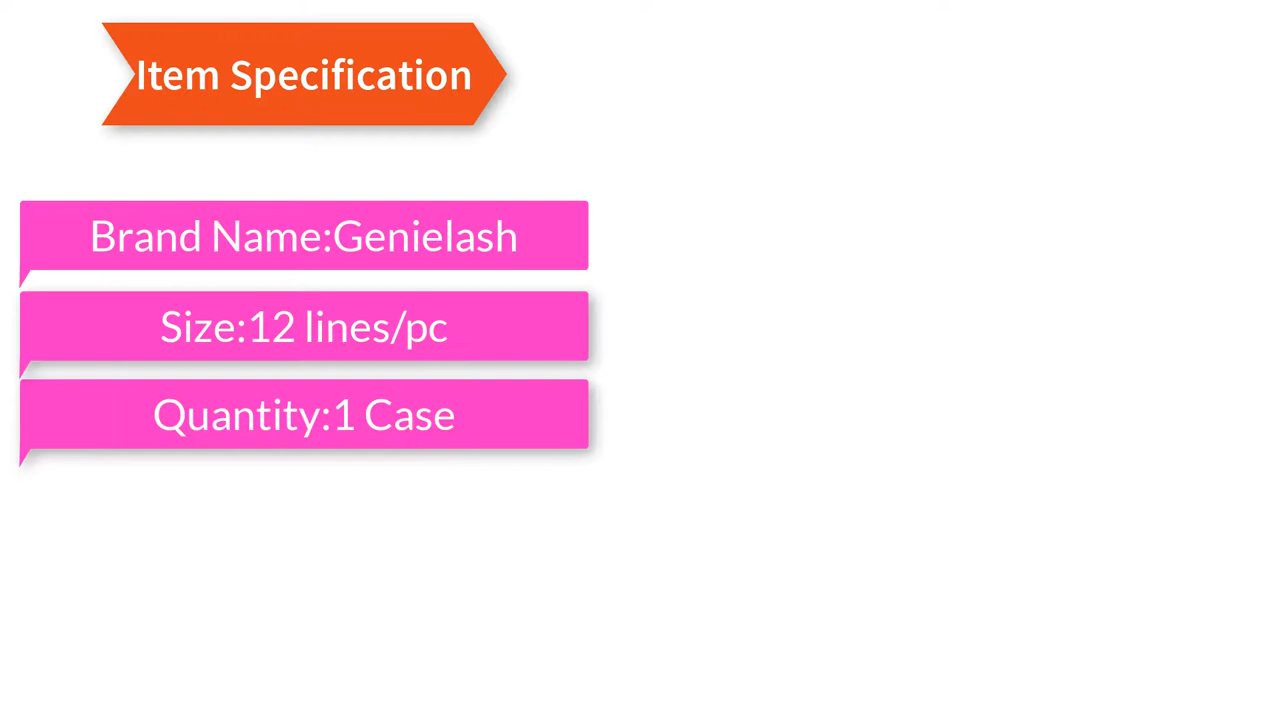 Item Specification
Brand Name:Genielash
Size:12 lines/pc
Quantity:1 Case